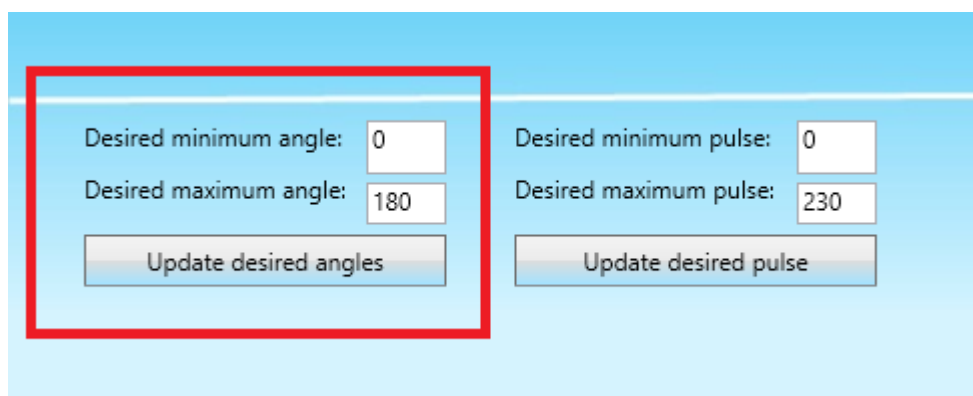 Desired minimum angle: 0
Desired maximum angle: 180
Update desired angles
Desired minimum pulse: 0
Desired maximum pulse: 230
Update desired pulse